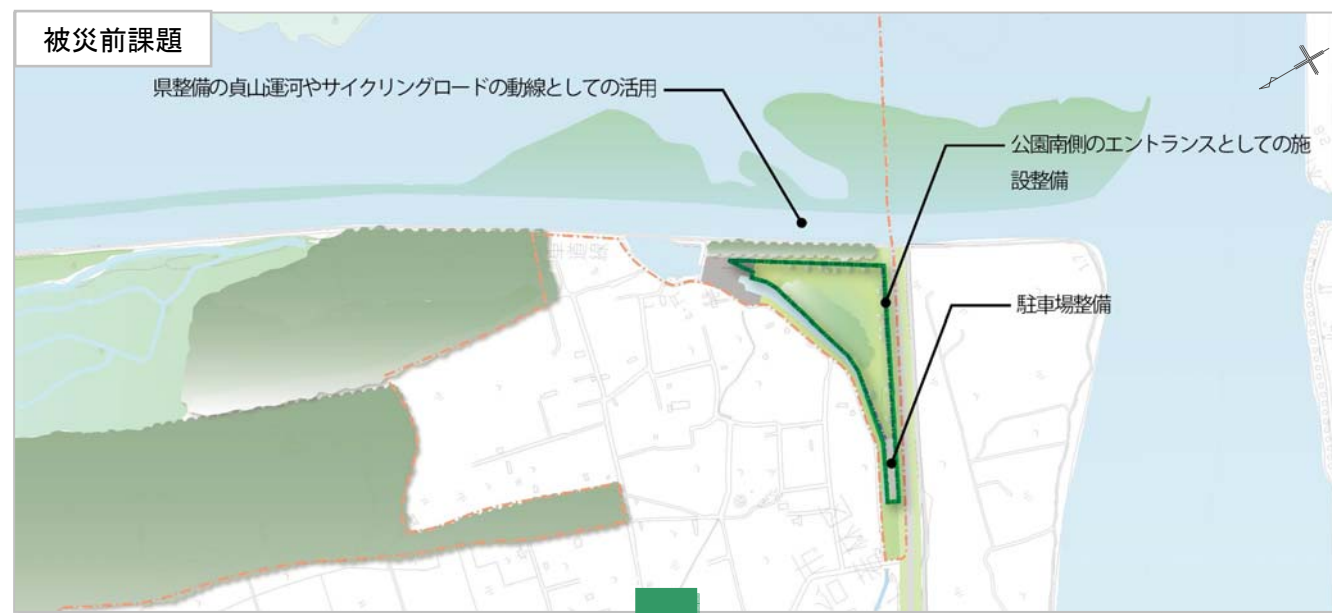 被災前課題
県整備の貞山運河やサイクリングロードの動線としての活用
公園南側のエントランスとしての施
設整備
駐車場整備